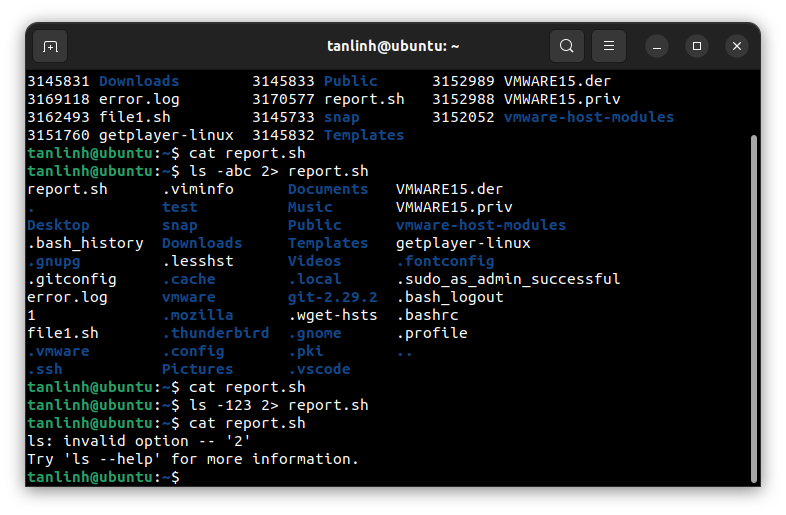 tanlinh@ubuntu: ~
3145831 Downloads 3145833 Public 3152989 VMWARE15.der
3169118 error.log 3170577 report.sh 3152988 VMWARE15.priv
3162493 file1.sh 3145733 snap 3152052 vmware-host-modules
3151760 getplayer-linux 3145832 Templates
tanlinh@ubuntu:~$ cat report.sh
tanlinh@ubuntu:~$ ls -abc 2> report.sh
report.sh .viminfo Documents VMWARE15.der
. test Music VMWARE15.priv
Desktop snap Public vmware-host-modules
.bash_history Downloads Templates getplayer-linux
.gnupg .lesshst Videos .fontconfig
.gitconfig .cache .local .sudo_as_admin_successful
error.log vmware git-2.29.2 .bash_logout
1 .mozilla .wget-hsts .bashrc
file1.sh .thunderbird .gnome .profile
.vmware .config .pki ..
.ssh Pictures .vscode
tanlinh@ubuntu:~$ cat report.sh
tanlinh@ubuntu:~$ ls -123 2> report.sh
tanlinh@ubuntu:~$ cat report.sh
ls: invalid option -- '2'
Try 'ls --help' for more information.
tanlinh@ubuntu:~$